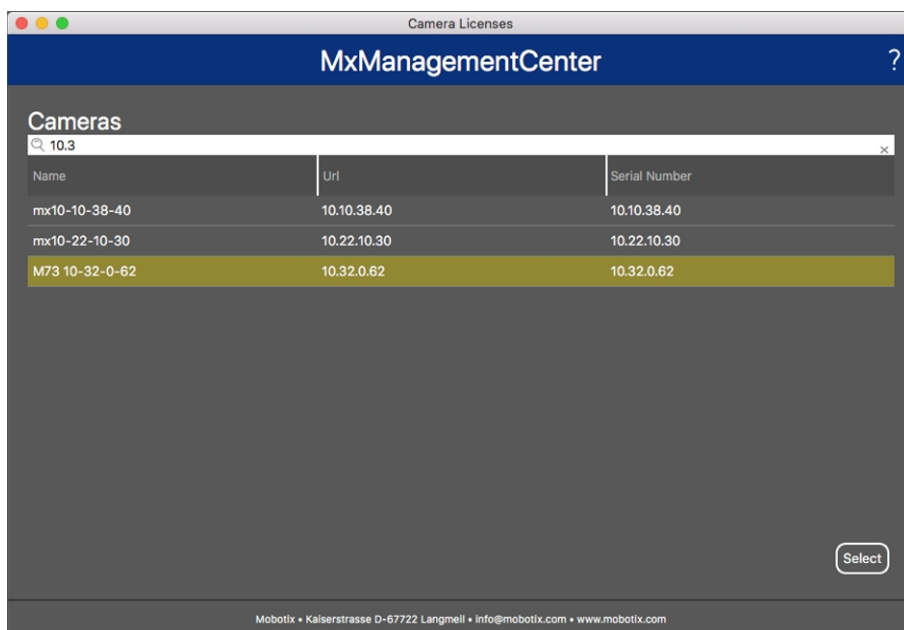 Camera Licenses
MxManagementCenter ?
Cameras
10.3
Name Url Serial Number
mx10-10-38-40 10.10.38.40 10.10.38.40
mx10-22-10-30 10.22.10.30 10.22.10.30
M73 10-32-0-62 10.32.0.62 10.32.0.62
Select
Mobotix • Kaiserstrasse D-67722 Langmeil • info@mobotix.com • www.mobotix.com